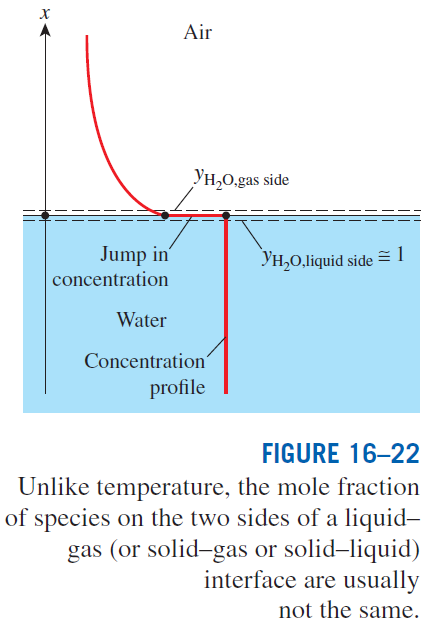 x
Air
yH₂O,gas side
Jump in
concentration
yH₂O,liquid side ≅ 1
Water
Concentration
profile
FIGURE 16–22
Unlike temperature, the mole fraction
of species on the two sides of a liquid–
gas (or solid–gas or solid–liquid)
interface are usually
not the same.